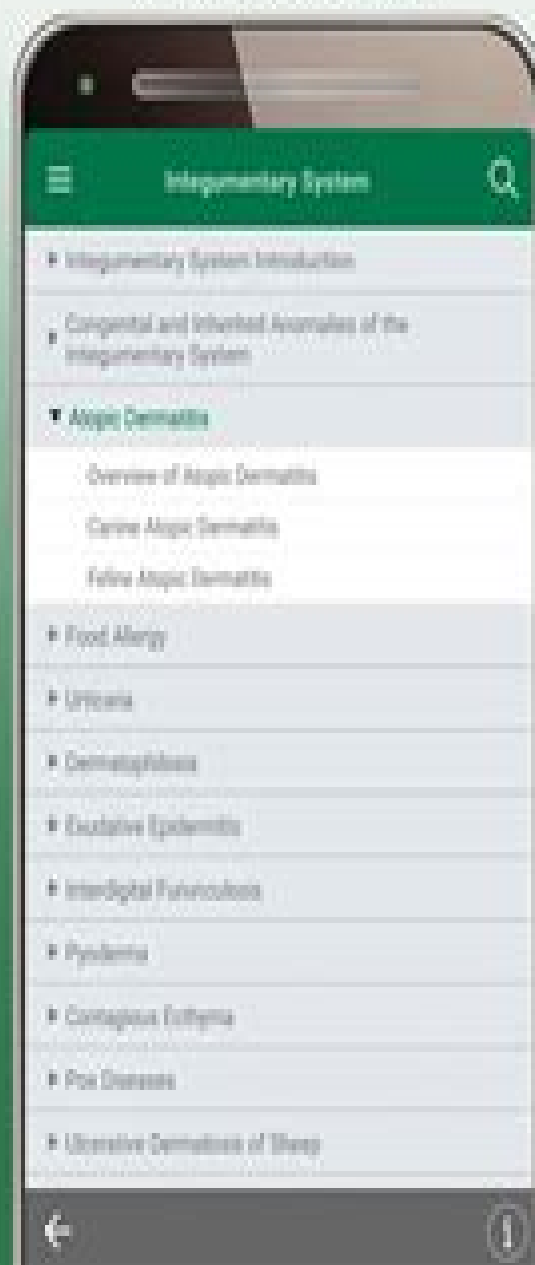 Integumentary System
Integumentary System Introduction
Congenital and Inherited Anomalies of the
Integumentary System
Atopic Dermatitis
Overview of Atopic Dermatitis
Canine Atopic Dermatitis
Feline Atopic Dermatitis
Food Allergy
Urticaria
Dermatophilosis
Exudative Epidermitis
Interdigital Furunculosis
Pyoderma
Contagious Ecthyma
Pox Diseases
Ulcerative Dermatosis of Sheep